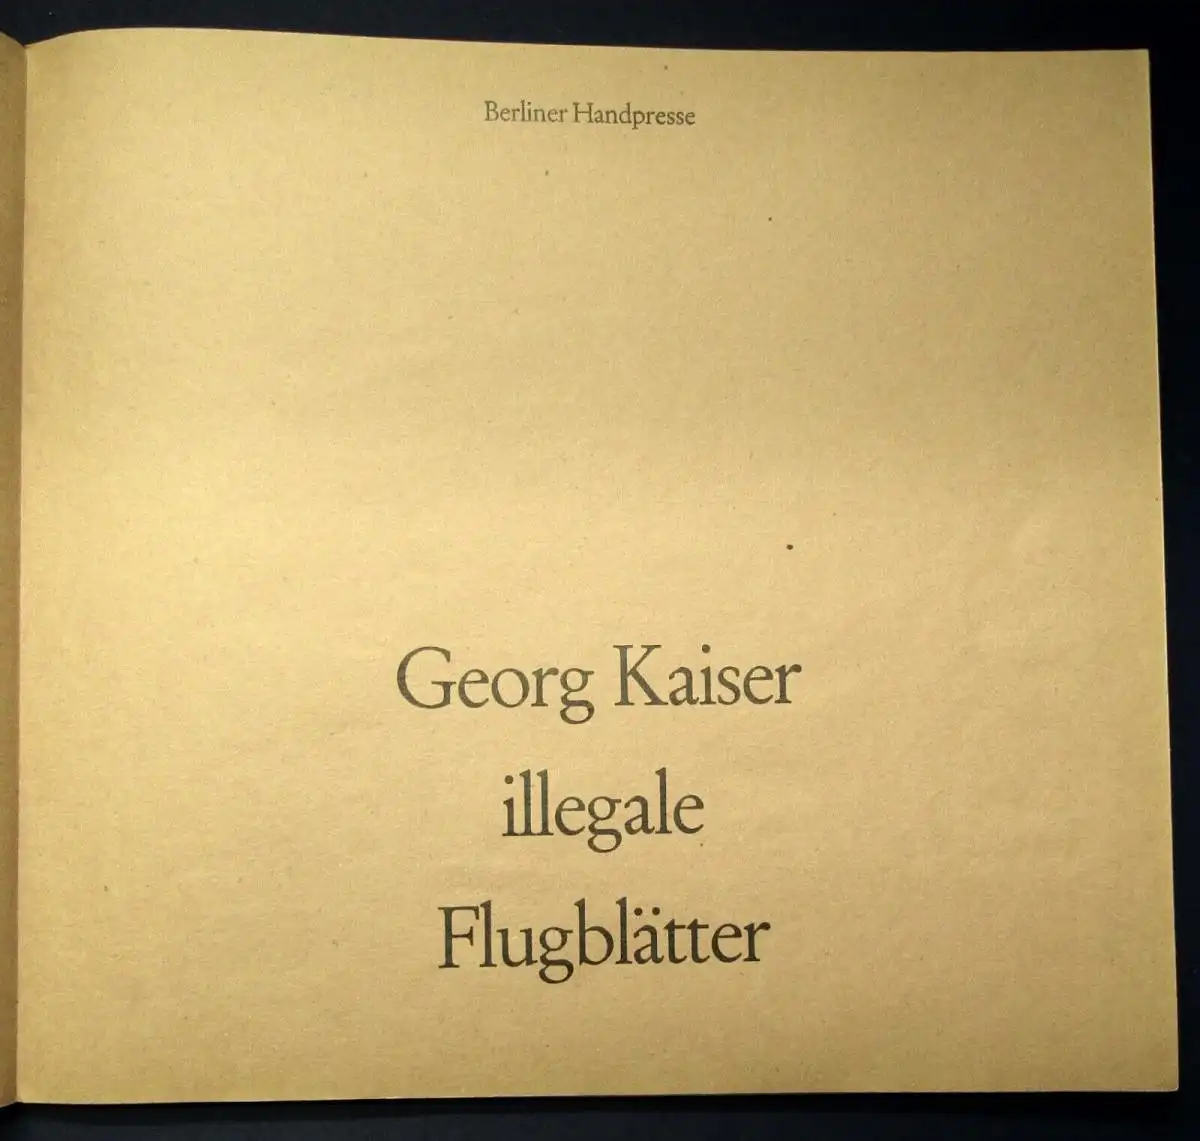 Berliner Handpresse
Georg Kaiser
illegale
Flugblätter